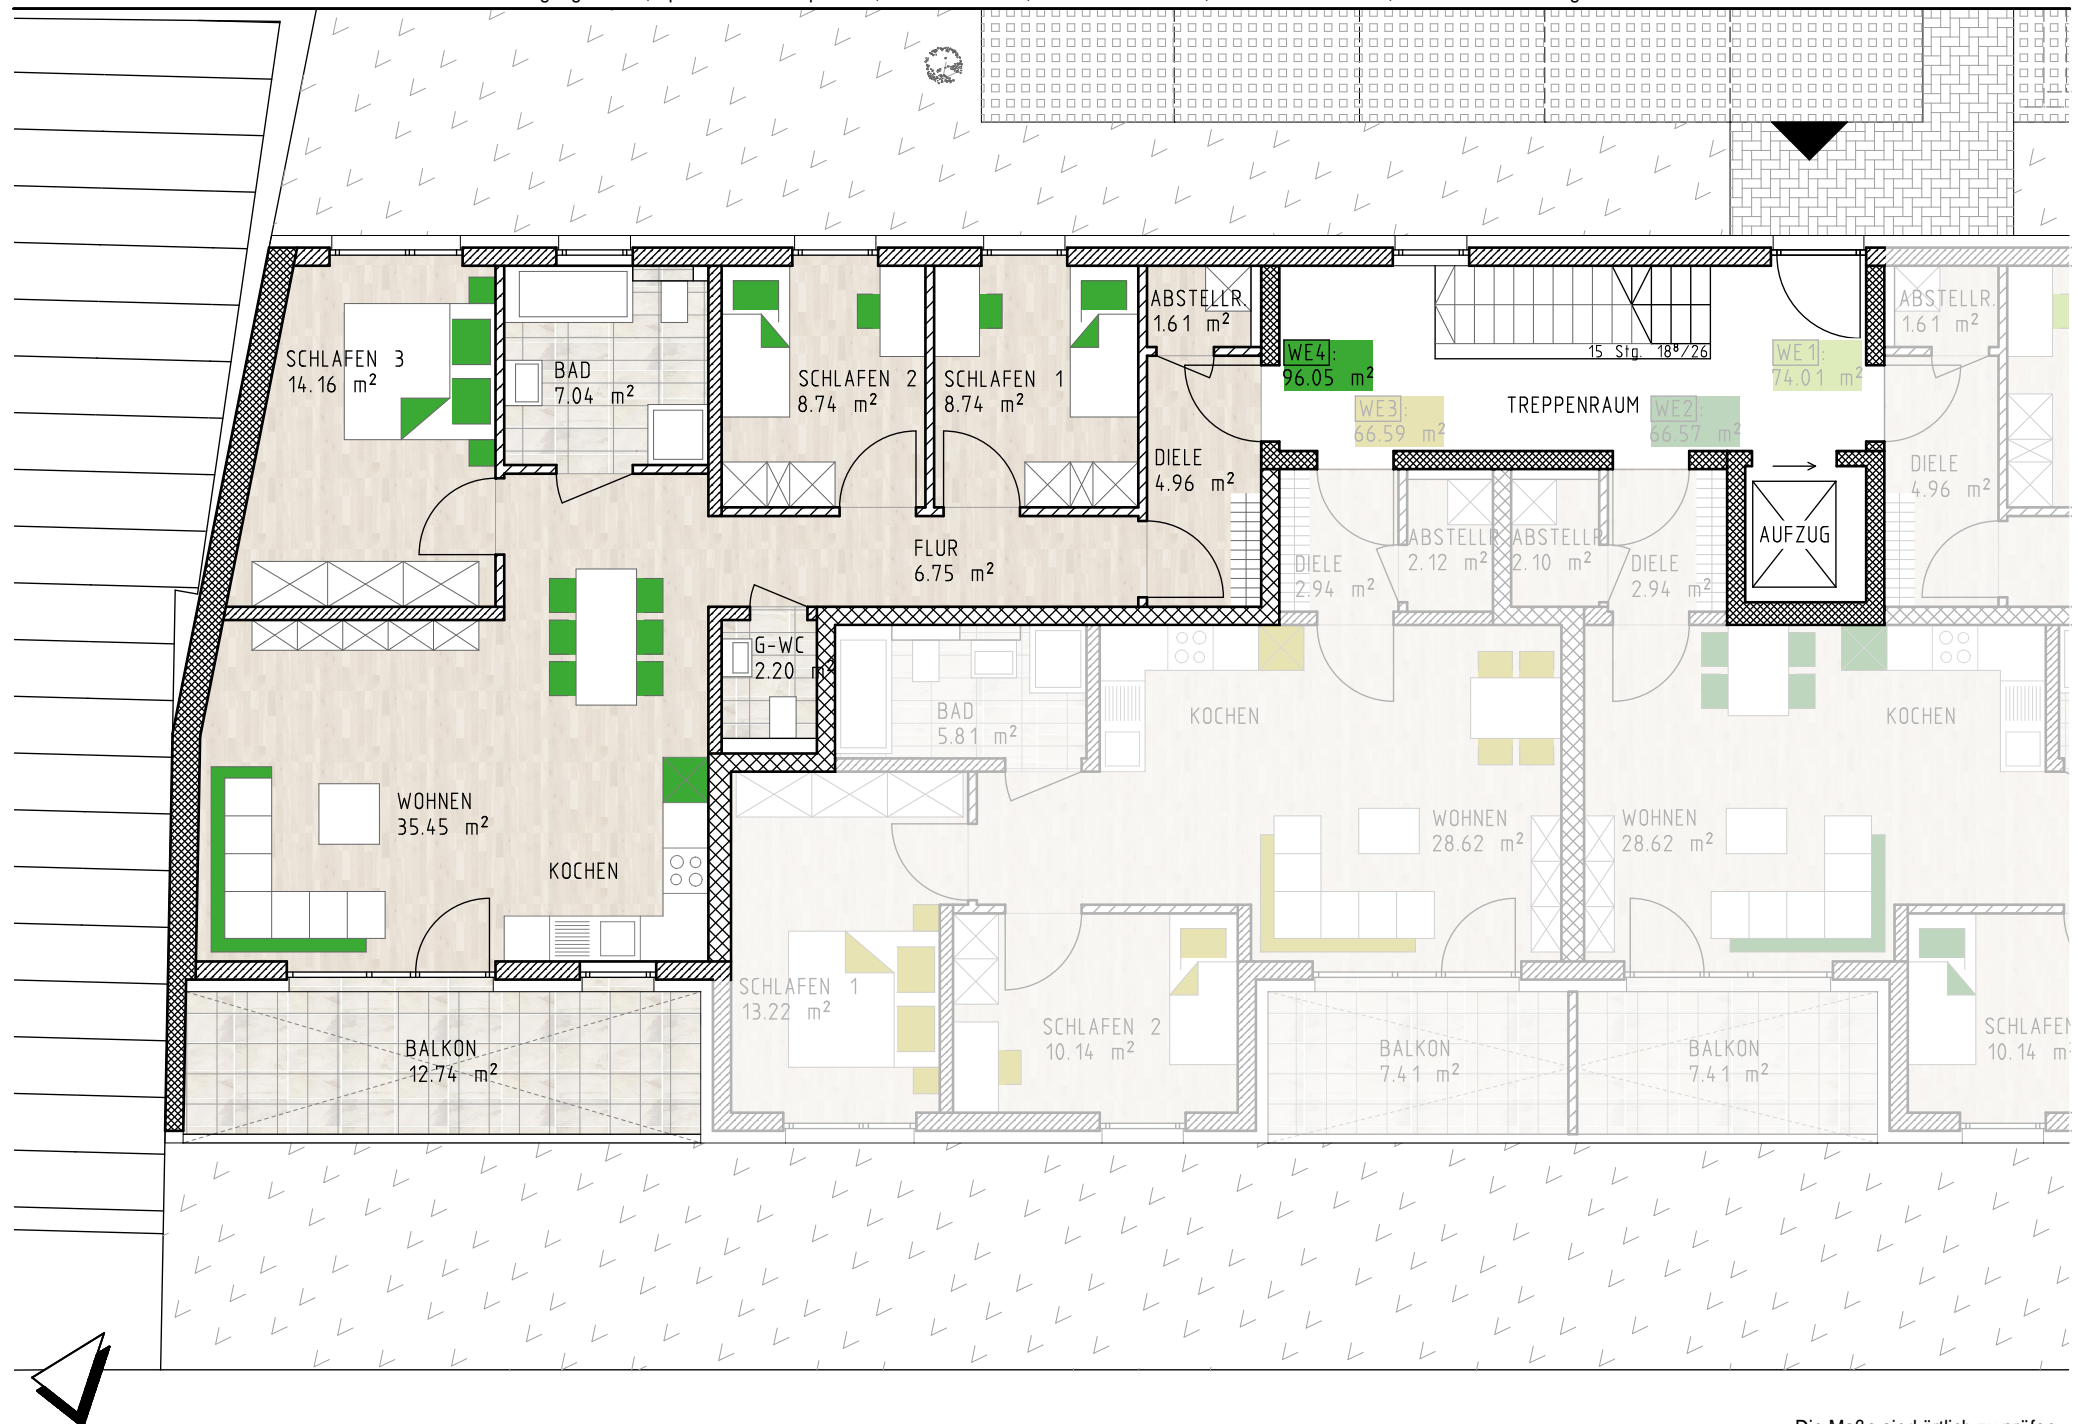 ABSTELLR.
1.61 m²
ABSTELLR.
1.61 m²
SCHLAFEN 3
14.16 m²
BAD
7.04 m²
SCHLAFEN 2
8.74 m²
SCHLAFEN 1
8.74 m²
15 Stg. 18⁸/26
WE4:
96.05 m²
WE3:
66.59 m²
TREPPENRAUM
WE2:
66.57 m²
WE1:
74.01 m²
DIELE
4.96 m²
DIELE
4.96 m²
FLUR
6.75 m²
DIELE
2.94 m²
ABSTELLR
2.12 m²
ABSTELLR
2.10 m²
DIELE
2.94 m²
AUFZUG
G-WC
2.20 m²
BAD
5.81 m²
KOCHEN
KOCHEN
WOHNEN
35.45 m²
KOCHEN
WOHNEN
28.62 m²
WOHNEN
28.62 m²
SCHLAFEN 1
13.22 m²
SCHLAFEN 2
10.14 m²
SCHLAFEN
10.14 m²
BALKON
12.74 m²
BALKON
7.41 m²
BALKON
7.41 m²